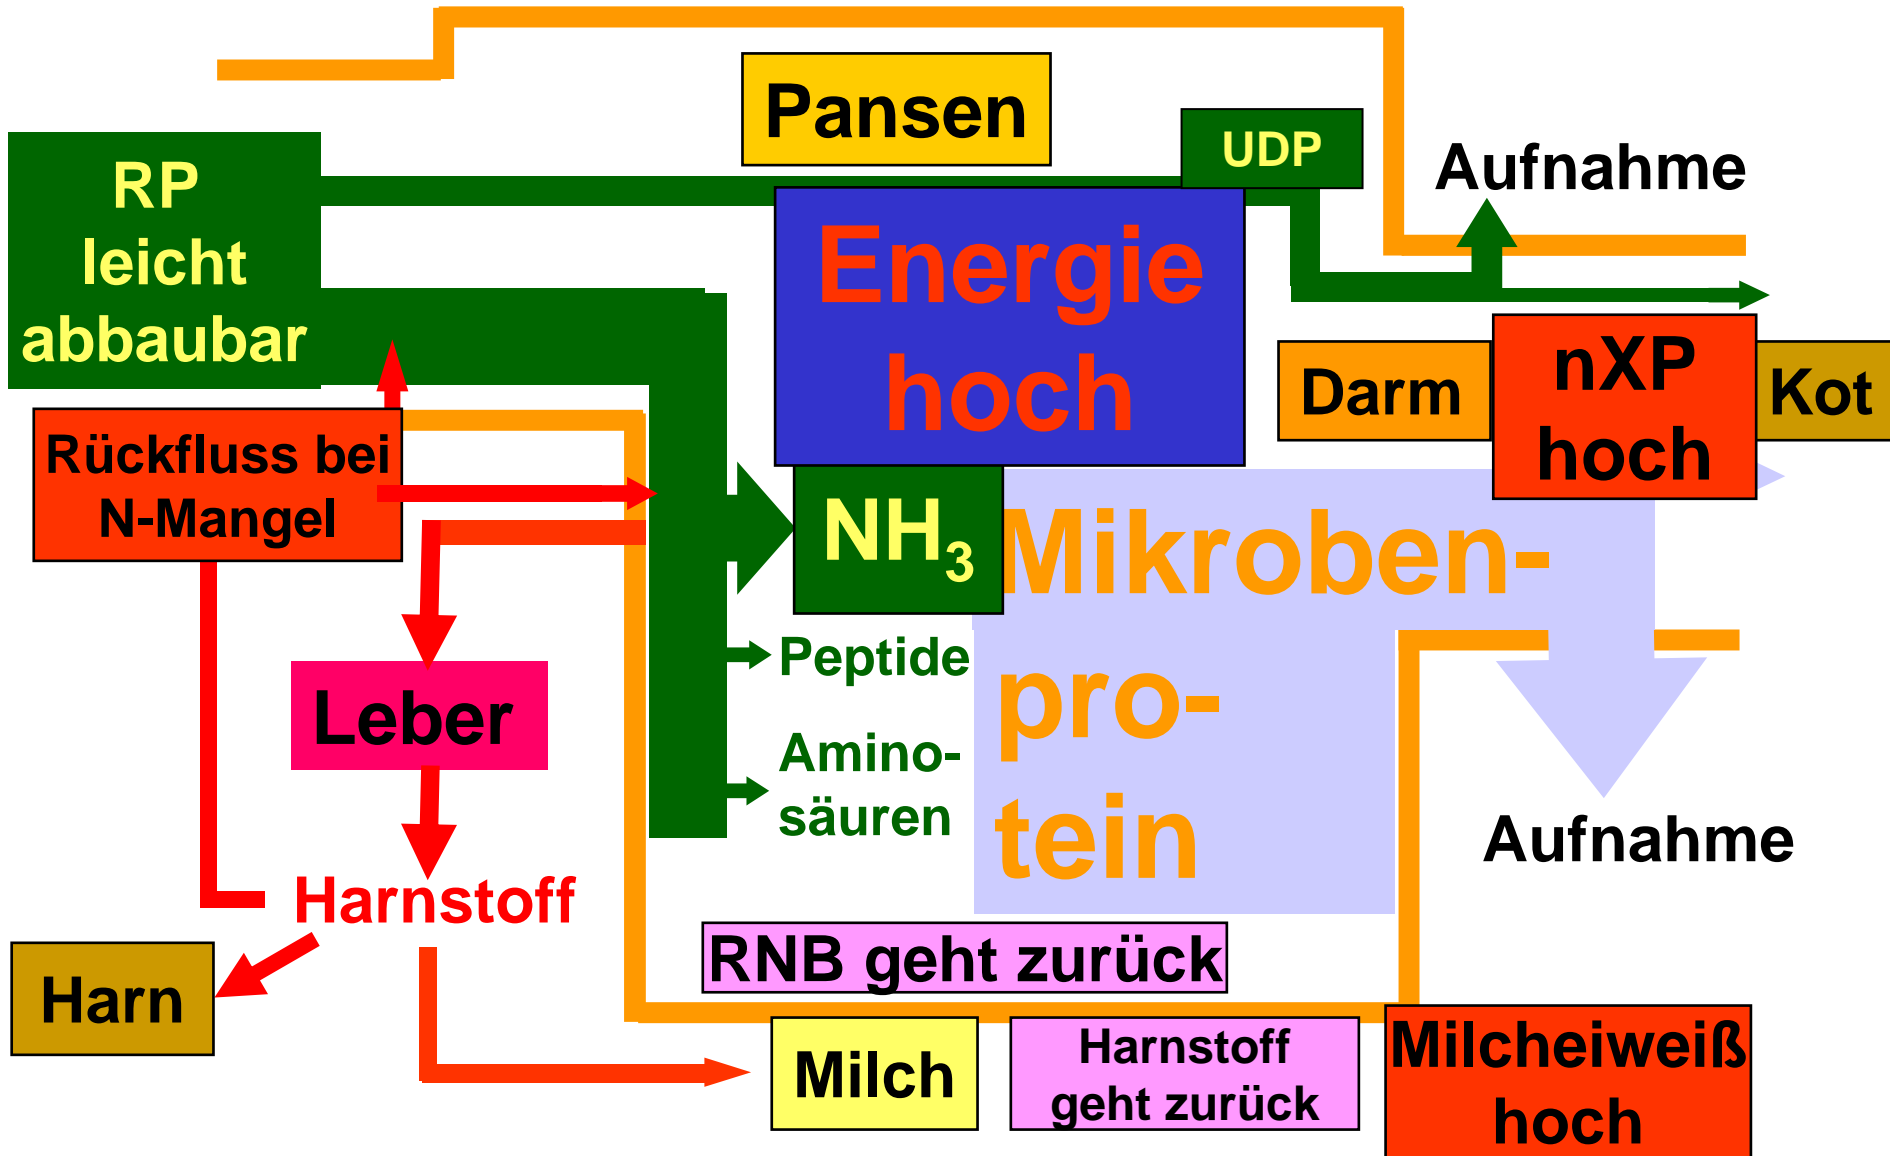 Pansen
UDP
Aufnahme
RP
leicht
abbaubar
Energie
hoch
Darm
nXP
hoch
Kot
Rückfluss bei
N-Mangel
NH₃
Mikroben-
pro-
tein
Peptide
Amino-
säuren
Leber
Aufnahme
Harnstoff
Harn
RNB geht zurück
Milch
Harnstoff
geht zurück
Milcheiweiß
hoch